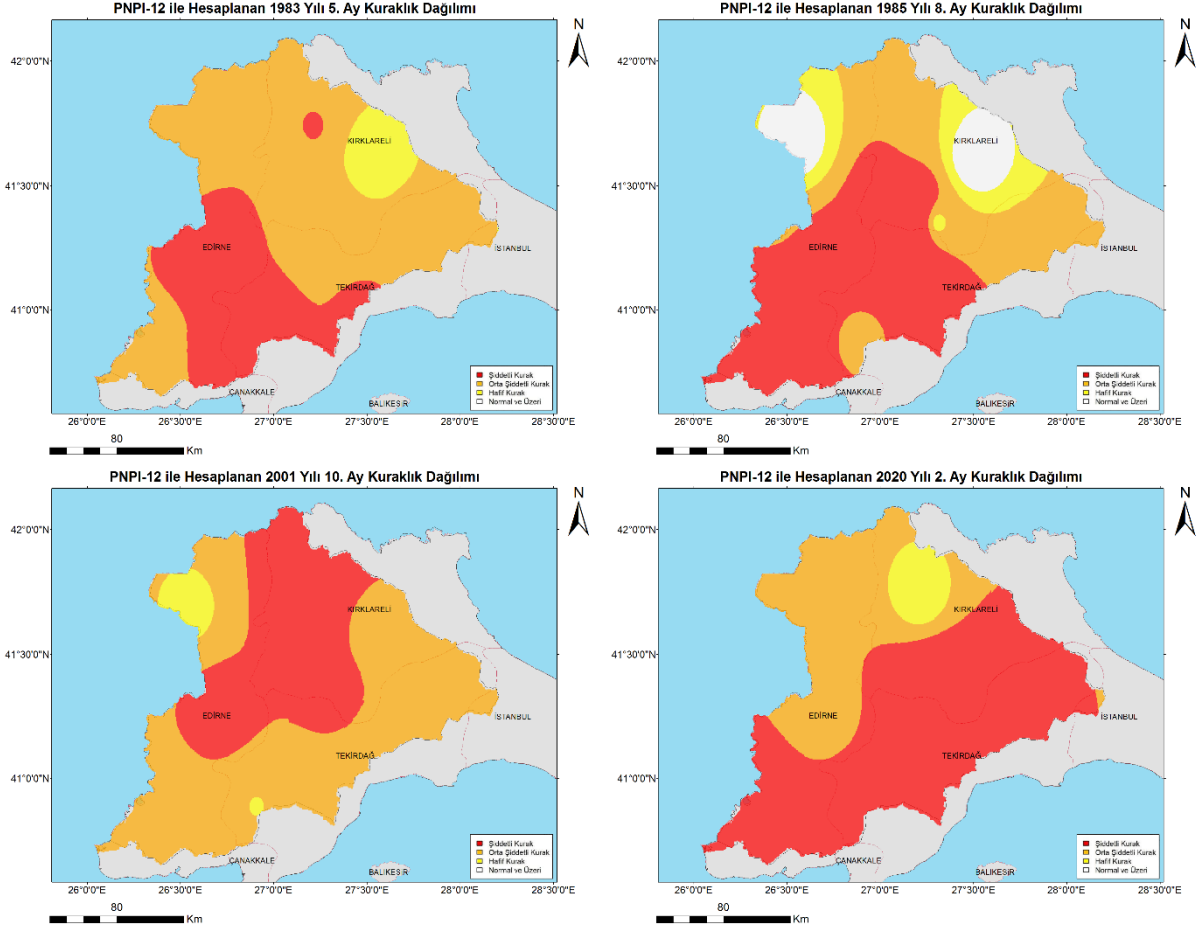 PNPI-12 ile Hesaplanan 1983 Yılı 5. Ay Kuraklık Dağılımı
N
42°0'0"N
41°30'0"N
41°0'0"N
KIRKLARELİ
EDİRNE
İSTANBUL
TEKİRDAĞ
ÇANAKKALE
BALIKESİR
Şiddetli Kurak
Orta Şiddetli Kurak
Hafif Kurak
Normal ve Üzeri
26°0'0"E 26°30'0"E 27°0'0"E 27°30'0"E 28°0'0"E 28°30'0"E
80
Km
PNPI-12 ile Hesaplanan 1985 Yılı 8. Ay Kuraklık Dağılımı
N
42°0'0"N
41°30'0"N
41°0'0"N
KIRKLARELİ
EDİRNE
İSTANBUL
TEKİRDAĞ
ÇANAKKALE
BALIKESİR
Şiddetli Kurak
Orta Şiddetli Kurak
Hafif Kurak
Normal ve Üzeri
26°0'0"E 26°30'0"E 27°0'0"E 27°30'0"E 28°0'0"E 28°30'0"E
80
Km
PNPI-12 ile Hesaplanan 2001 Yılı 10. Ay Kuraklık Dağılımı
N
42°0'0"N
41°30'0"N
41°0'0"N
KIRKLARELİ
EDİRNE
İSTANBUL
TEKİRDAĞ
ÇANAKKALE
BALIKESİR
Şiddetli Kurak
Orta Şiddetli Kurak
Hafif Kurak
Normal ve Üzeri
26°0'0"E 26°30'0"E 27°0'0"E 27°30'0"E 28°0'0"E 28°30'0"E
80
Km
PNPI-12 ile Hesaplanan 2020 Yılı 2. Ay Kuraklık Dağılımı
N
42°0'0"N
41°30'0"N
41°0'0"N
KIRKLARELİ
EDİRNE
İSTANBUL
TEKİRDAĞ
ÇANAKKALE
BALIKESİR
Şiddetli Kurak
Orta Şiddetli Kurak
Hafif Kurak
Normal ve Üzeri
26°0'0"E 26°30'0"E 27°0'0"E 27°30'0"E 28°0'0"E 28°30'0"E
80
Km